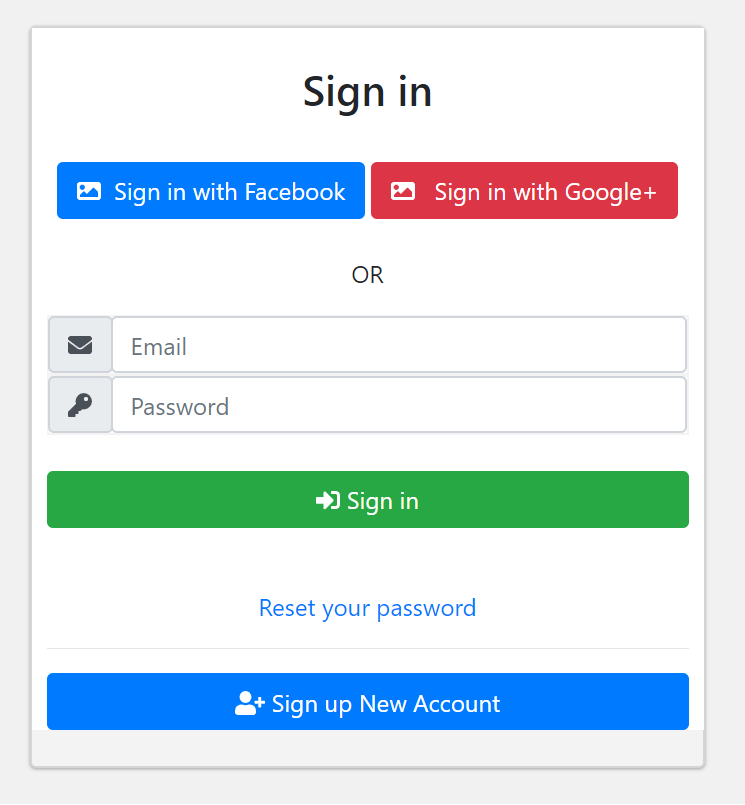 Sign in
Sign in with Facebook
Sign in with Google+
OR
Email
Password
Sign in
Reset your password
Sign up New Account